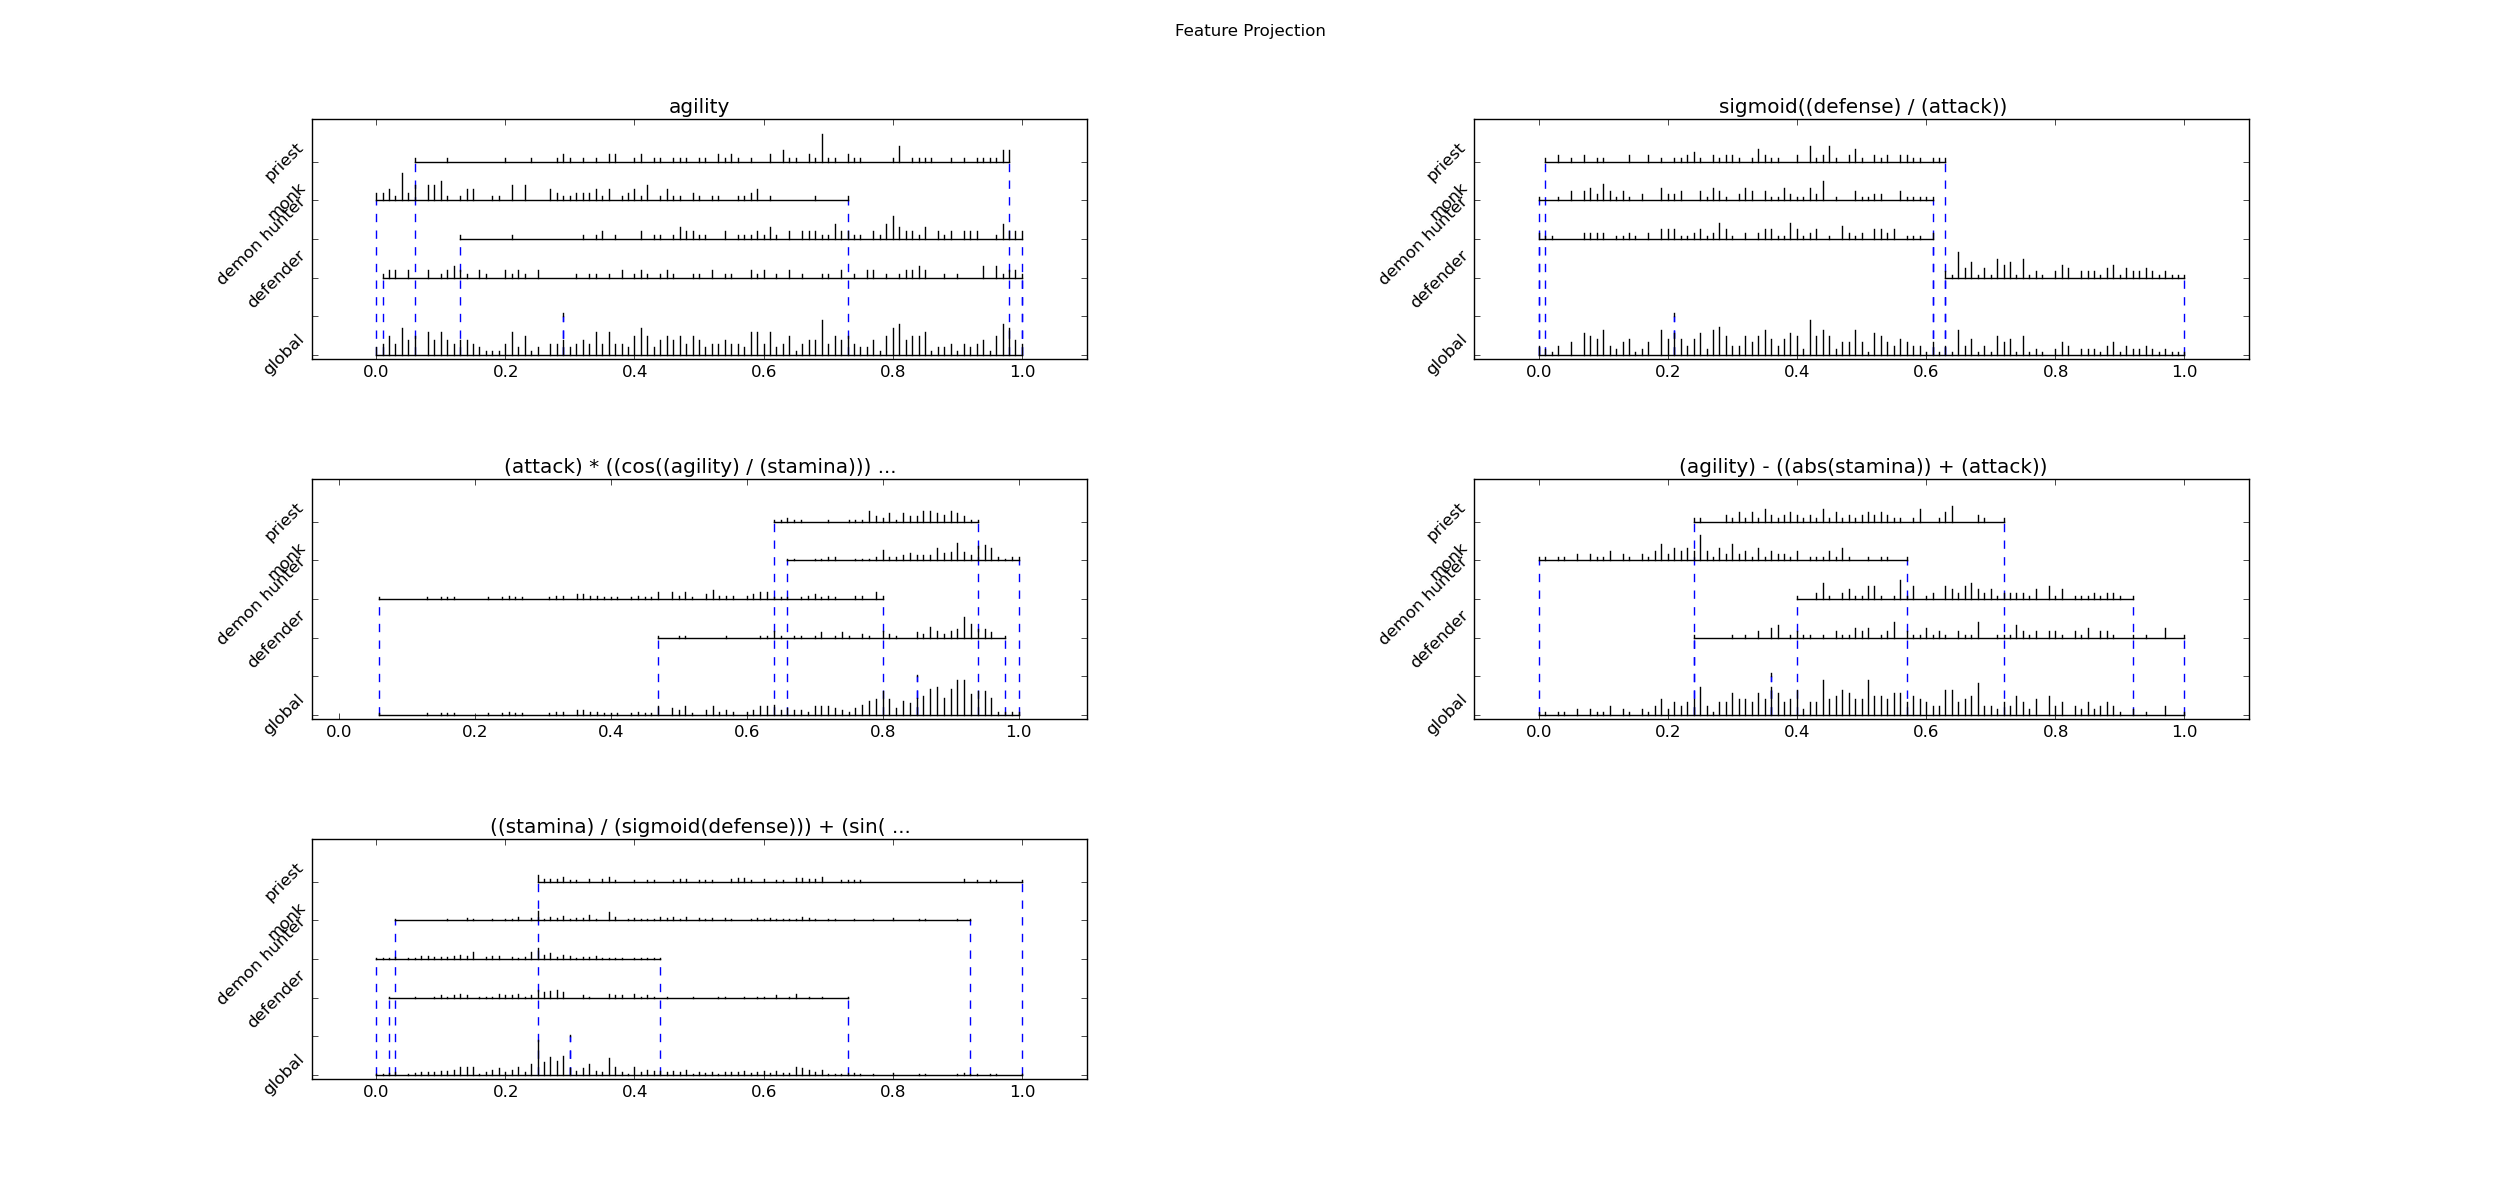 Feature Projection
agility
priest
monk
demon hunter
defender
global
0.0 0.2 0.4 0.6 0.8 1.0
sigmoid((defense) / (attack))
priest
monk
demon hunter
defender
global
0.0 0.2 0.4 0.6 0.8 1.0
(attack) * ((cos((agility) / (stamina))) ...
priest
monk
demon hunter
defender
global
0.0 0.2 0.4 0.6 0.8 1.0
(agility) - ((abs(stamina)) + (attack))
priest
monk
demon hunter
defender
global
0.0 0.2 0.4 0.6 0.8 1.0
((stamina) / (sigmoid(defense))) + (sin( ...
priest
monk
demon hunter
defender
global
0.0 0.2 0.4 0.6 0.8 1.0